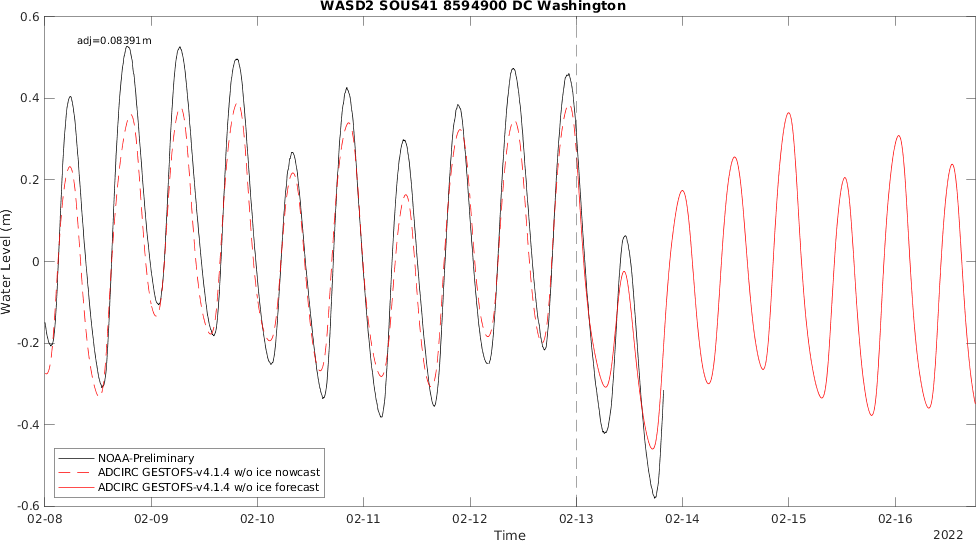 WASD2 SOUS41 8594900 DC Washington
adj=0.08391m
0.6
0.4
0.2
0
-0.2
-0.4
-0.6
Water Level (m)
NOAA-Preliminary
ADCIRC GESTOFS-v4.1.4 w/o ice nowcast
ADCIRC GESTOFS-v4.1.4 w/o ice forecast
02-08 02-09 02-10 02-11 02-12 02-13 02-14 02-15 02-16
Time
2022